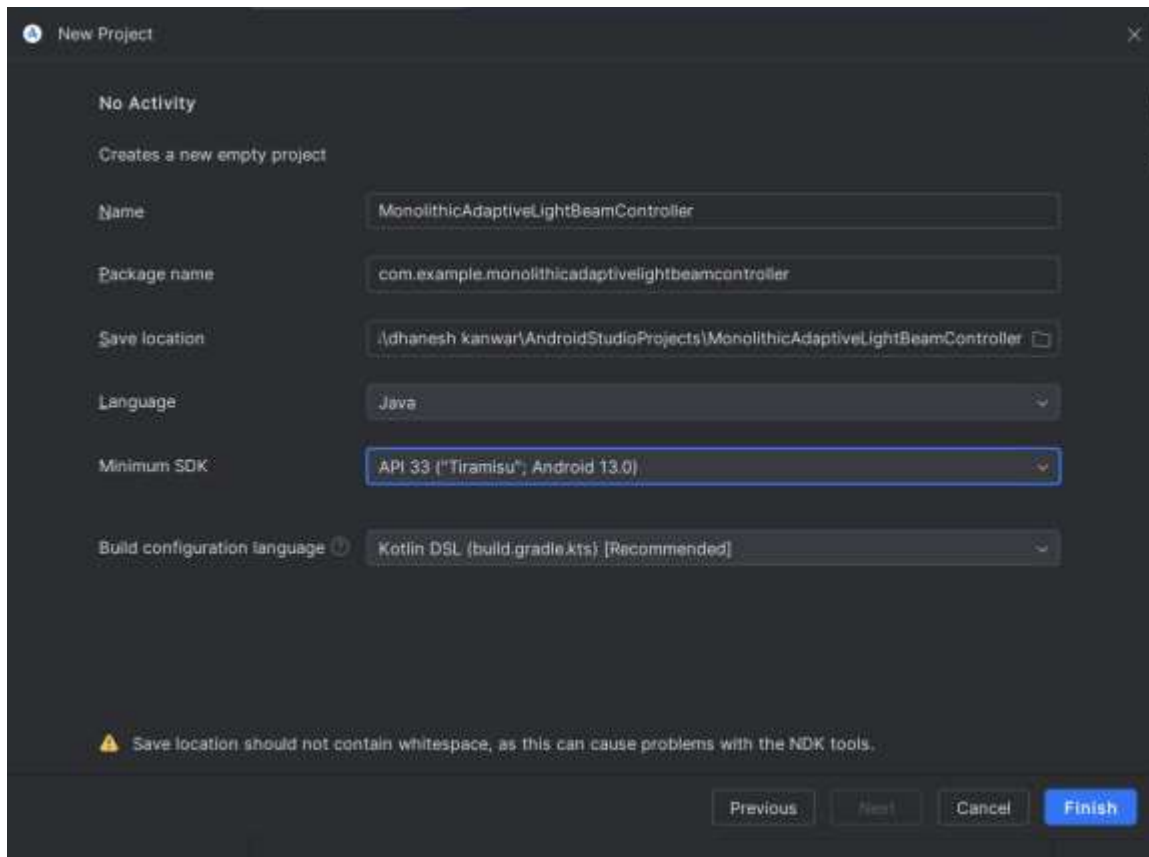 New Project
No Activity
Creates a new empty project
Name
MonolithicAdaptiveLightBeamController
Package name
com.example.monolithicadaptivelightbeamcontroller
Save location
:\dhanesh kanwar\AndroidStudioProjects\MonolithicAdaptiveLightBeamController
Language
Java
Minimum SDK
API 33 ("Tiramisu"; Android 13.0)
Build configuration language
Kotlin DSL (build.gradle.kts) [Recommended]
Save location should not contain whitespace, as this can cause problems with the NDK tools.
Previous
Next
Cancel
Finish